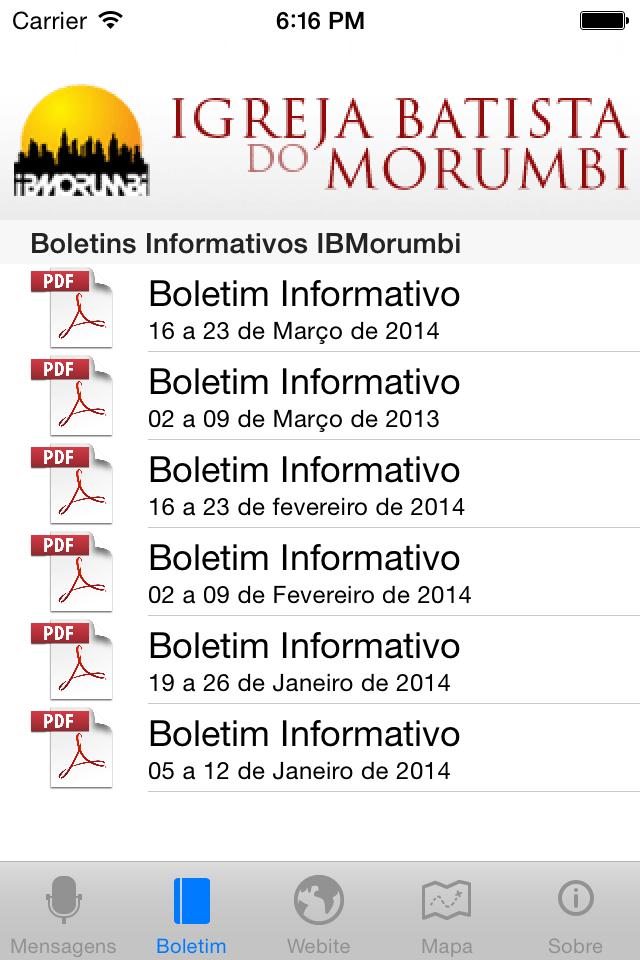 Carrier 6:16 PM
IGREJA BATISTA
DO MORUMBI
iBMORUMBi
Boletins Informativos IBMorumbi
PDF
Boletim Informativo
16 a 23 de Março de 2014
PDF
Boletim Informativo
02 a 09 de Março de 2013
PDF
Boletim Informativo
16 a 23 de fevereiro de 2014
PDF
Boletim Informativo
02 a 09 de Fevereiro de 2014
PDF
Boletim Informativo
19 a 26 de Janeiro de 2014
PDF
Boletim Informativo
05 a 12 de Janeiro de 2014
Mensagens Boletim Webite Mapa Sobre